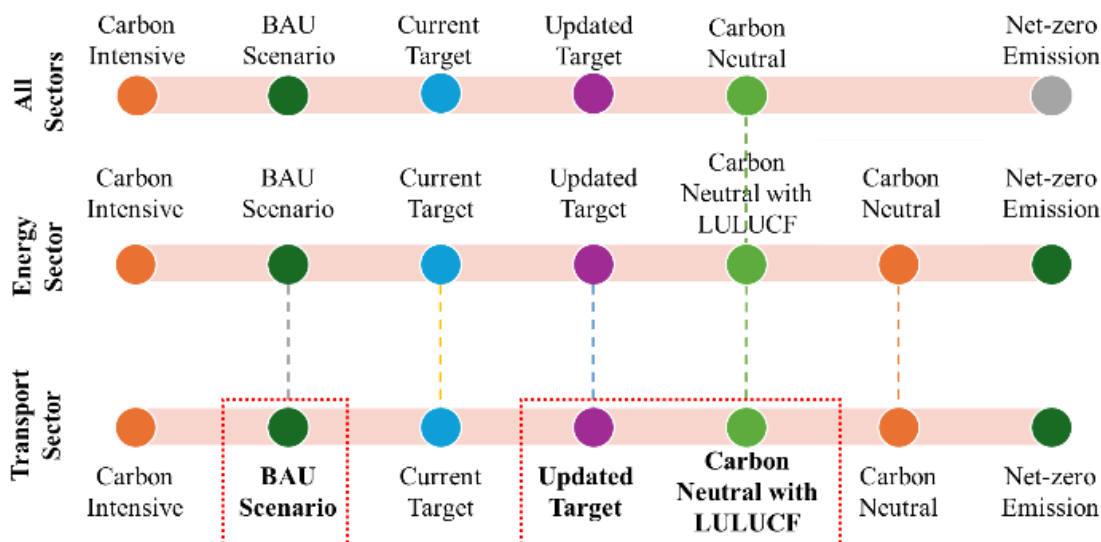 All
Sectors
Carbon
Intensive
BAU
Scenario
Current
Target
Updated
Target
Carbon
Neutral
Net-zero
Emission
Energy
Sector
Carbon
Intensive
BAU
Scenario
Current
Target
Updated
Target
Carbon
Neutral with
LULUCF
Carbon
Neutral
Net-zero
Emission
Transport
Sector
Carbon
Intensive
BAU
Scenario
Current
Target
Updated
Target
Carbon
Neutral with
LULUCF
Carbon
Neutral
Net-zero
Emission